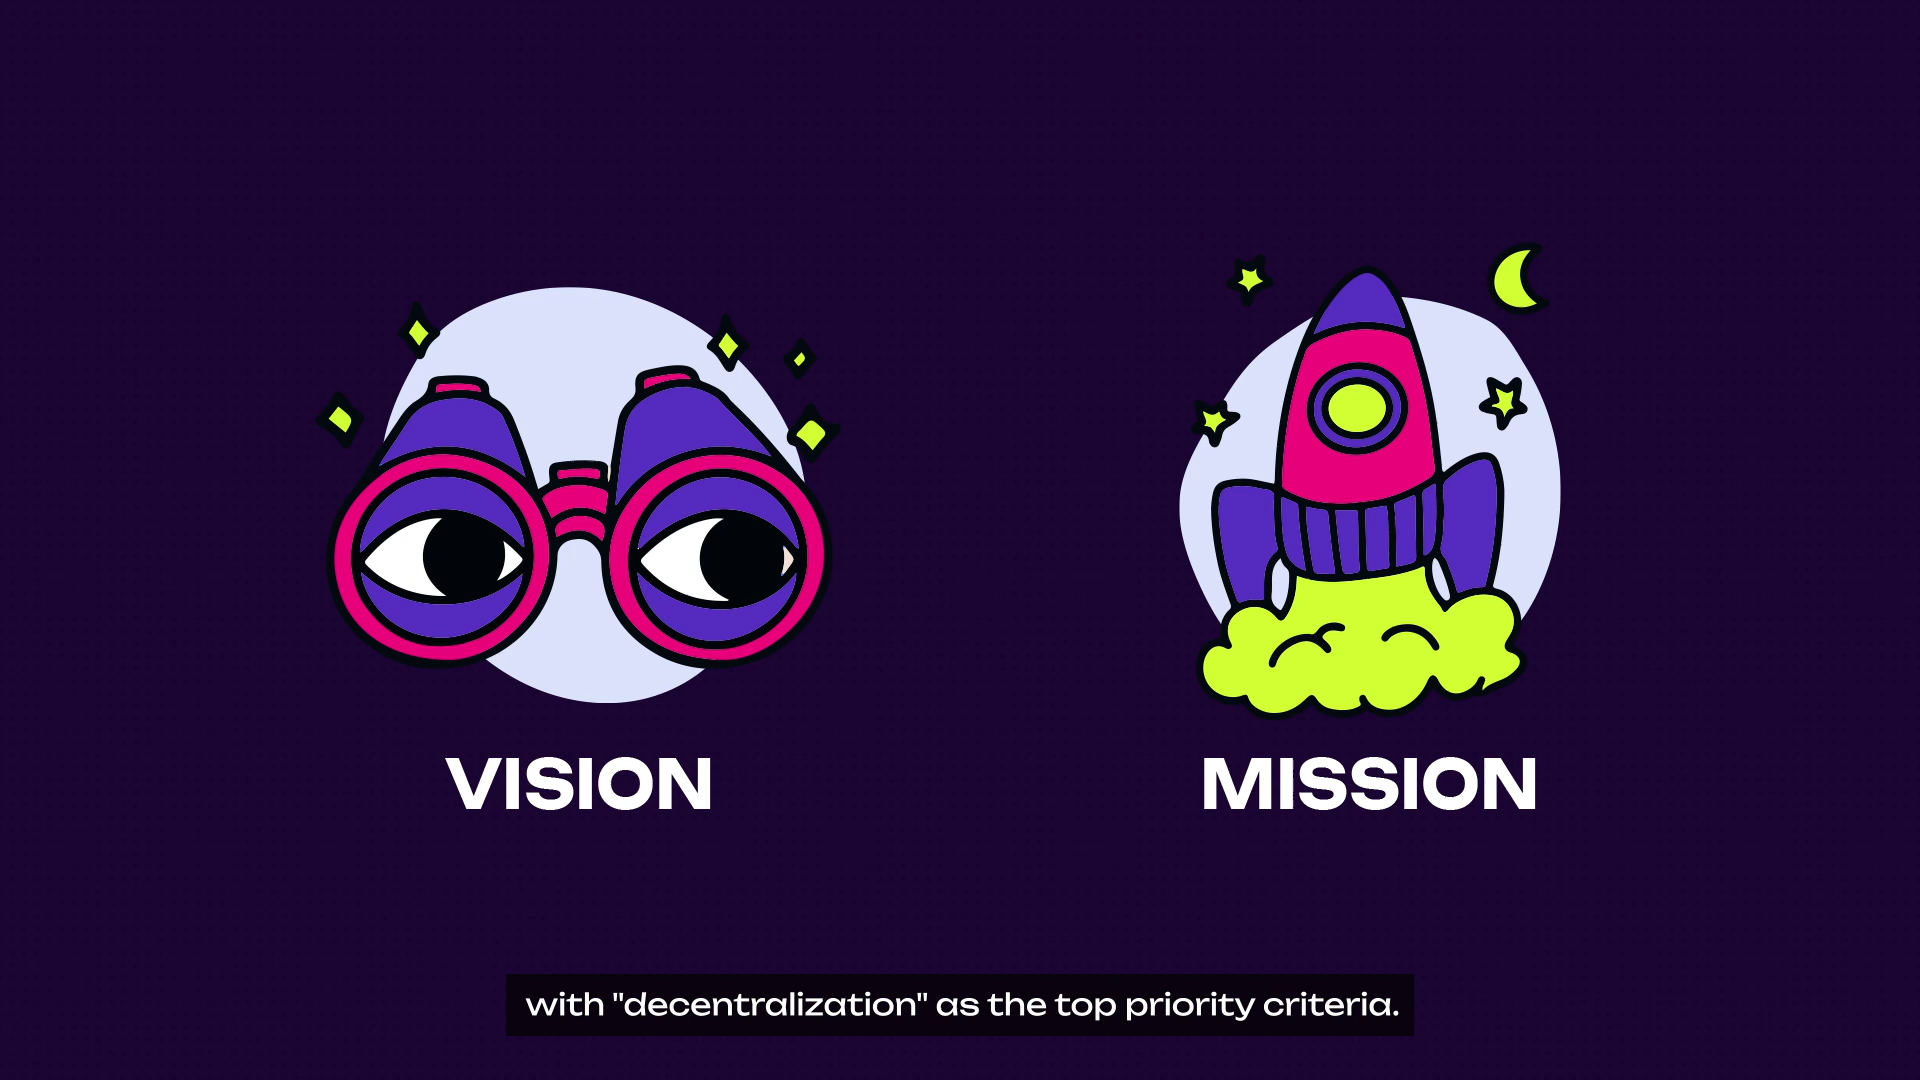 VISION
MISSION
with "decentralization" as the top priority criteria.